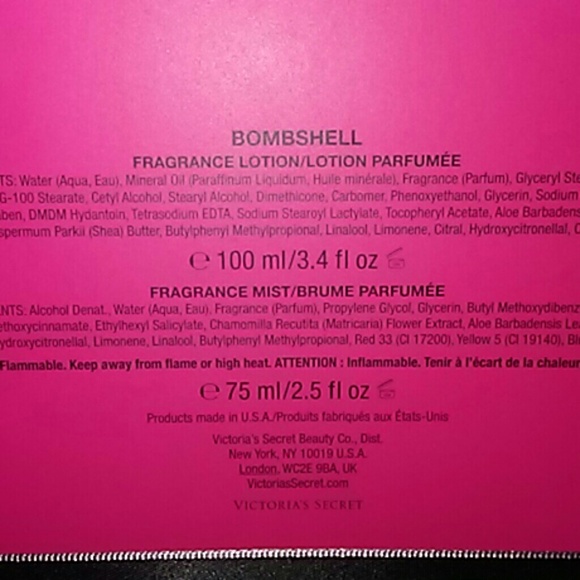 BOMBSHELL
FRAGRANCE LOTION/LOTION PARFUMÉE
TS: Water (Aqua, Eau), Mineral Oil (Paraffinum Liquidum, Huile minérale), Fragrance (Parfum), Glyceryl Ste
G-100 Stearate, Cetyl Alcohol, Stearyl Alcohol, Dimethicone, Carbomer, Phenoxyethanol, Glycerin, Sodium
ben, DMDM Hydantoin, Tetrasodium EDTA, Sodium Stearoyl Lactylate, Tocopheryl Acetate, Aloe Barbadens
spermum Parkii (Shea) Butter, Butylphenyl Methylpropional, Linalool, Limonene, Citral, Hydroxycitronellal, C
℮ 100 ml/3.4 fl oz
FRAGRANCE MIST/BRUME PARFUMÉE
ENTS: Alcohol Denat., Water (Aqua, Eau), Fragrance (Parfum), Propylene Glycol, Glycerin, Butyl Methoxydibenz
ethoxycinnamate, Ethylhexyl Salicylate, Chamomilla Recutita (Matricaria) Flower Extract, Aloe Barbadensis Le
ydroxycitronellal, Limonene, Linalool, Butylphenyl Methylpropional, Red 33 (CI 17200), Yellow 5 (CI 19140), Bl
Flammable. Keep away from flame or high heat. ATTENTION : Inflammable. Tenir à l'écart de la chaleur
℮ 75 ml/2.5 fl oz
Products made in U.S.A./Produits fabriqués aux États-Unis
Victoria's Secret Beauty Co., Dist.
New York, NY 10019 U.S.A.
London. WC2E 9BA, UK
VictoriasSecret.com
VICTORIA'S SECRET